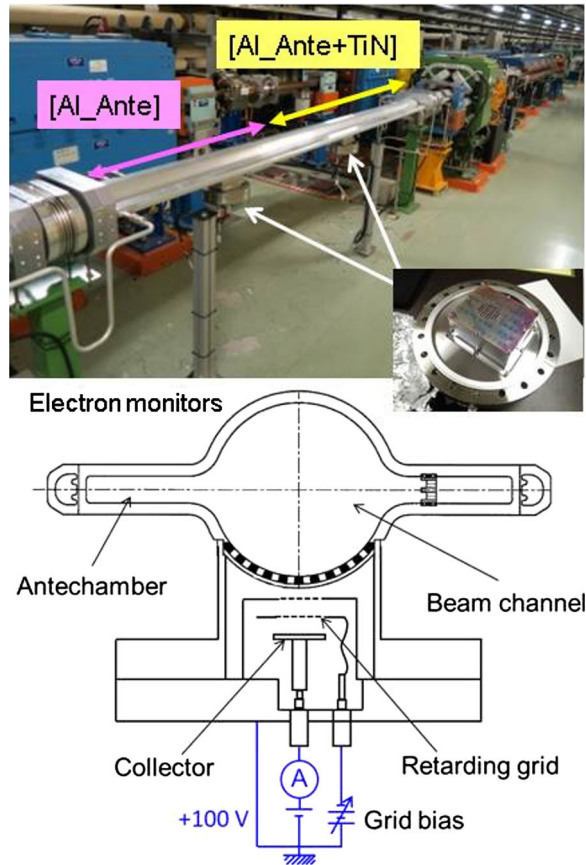 [Al_Ante+TiN]
[Al_Ante]
Electron monitors
Antechamber
Beam channel
Collector
Retarding grid
A
+100 V
Grid bias